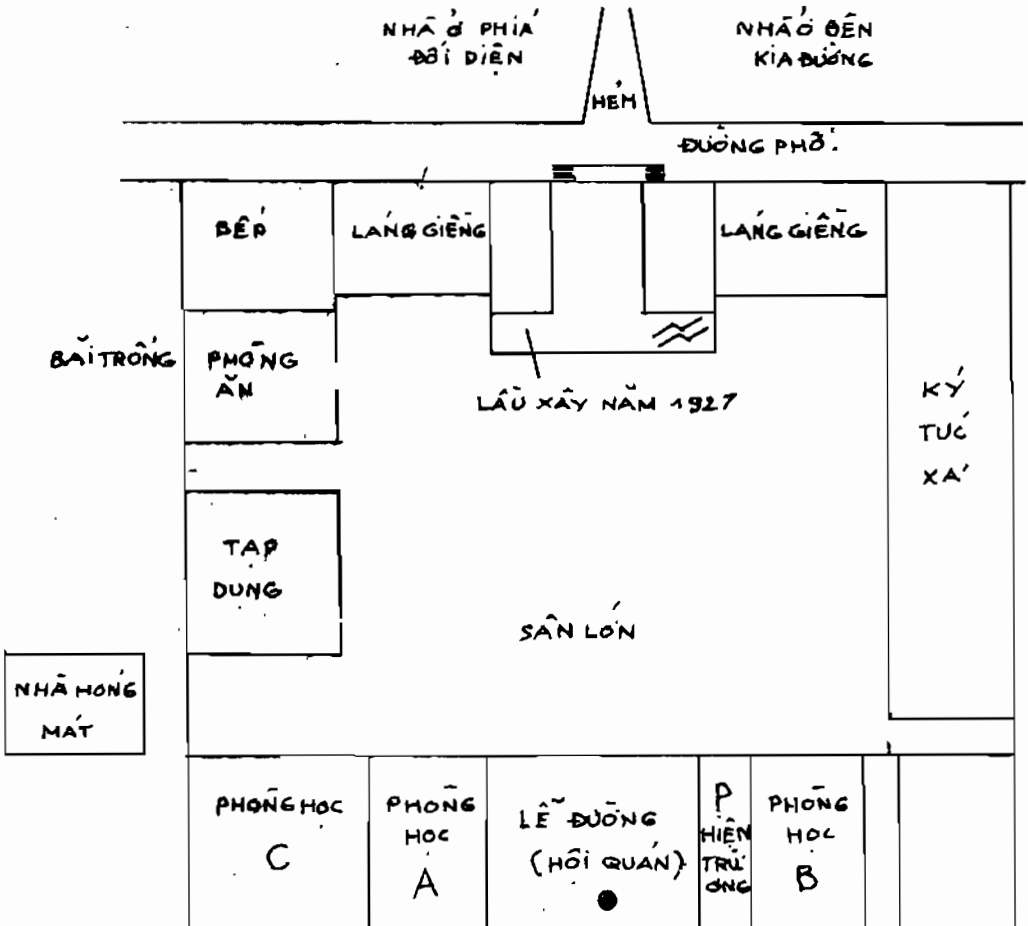 NHÀ Ở PHÍA
ĐỐI DIỆN
NHÀ Ở BÊN
KIA ĐƯỜNG
HẺM
ĐƯỜNG PHỐ.
BẾP
LÁNG GIỀNG
LÁNG GIỀNG
BÃI TRỐNG
PHÒNG
ĂN
LẦU XÂY NĂM 1927
KÝ
TÚC
XÁ
TẠP
DỤNG
SÂN LỚN
NHÀ HÓNG
MÁT
PHÒNG HỌC
C
PHÒNG
HỌC
A
LỄ ĐƯỜNG
(HỘI QUÁN)
P
HIỆN
TRƯ
ỜNG
PHÒNG
HỌC
B